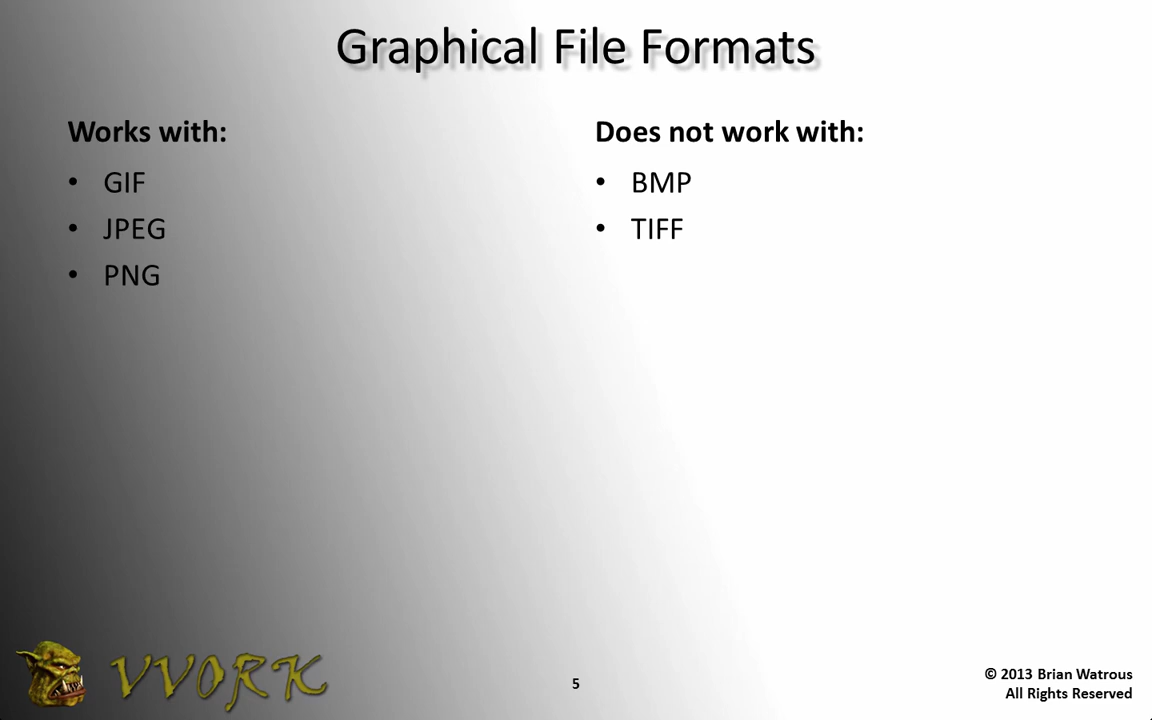 Graphical File Formats
Works with:
• GIF
• JPEG
• PNG
Does not work with:
• BMP
• TIFF
VVORK
5
© 2013 Brian Watrous
All Rights Reserved